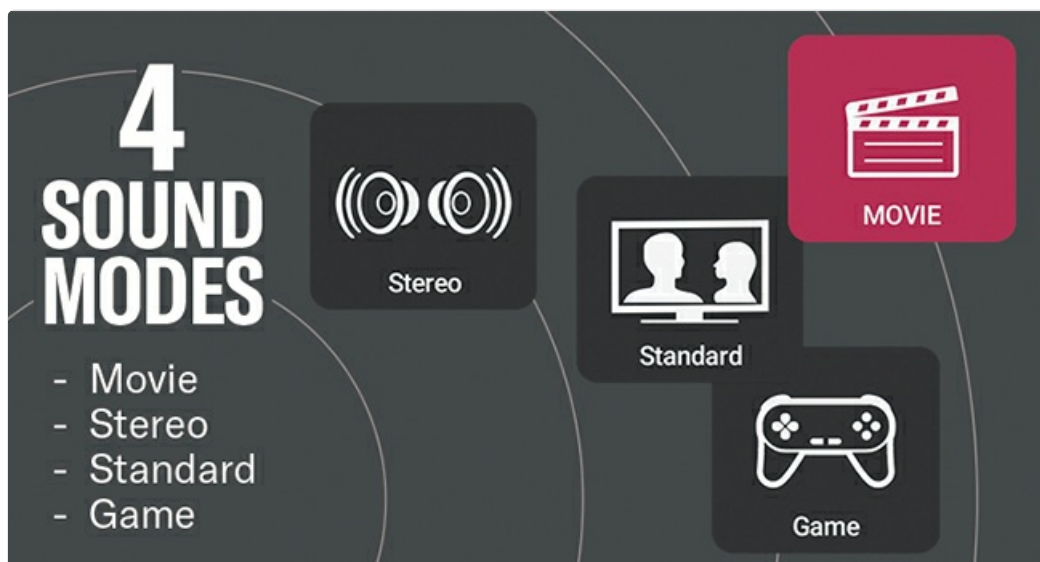 4
SOUND
MODES
- Movie
- Stereo
- Standard
- Game
Stereo
Standard
MOVIE
Game